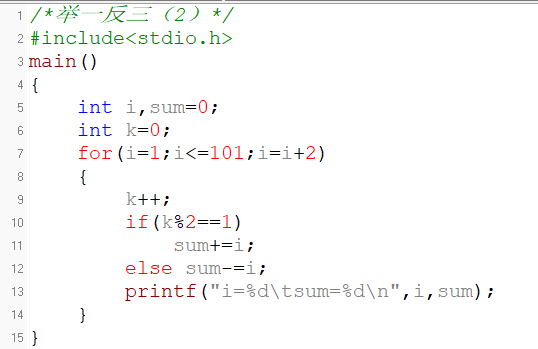 1 /*举一反三（2）*/
2 #include<stdio.h>
3 main()
4 {
5     int i,sum=0;
6     int k=0;
7     for(i=1;i<=101;i=i+2)
8     {
9         k++;
10         if(k%2==1)
11             sum+=i;
12         else sum-=i;
13         printf("i=%d\tsum=%d\n",i,sum);
14     }
15 }